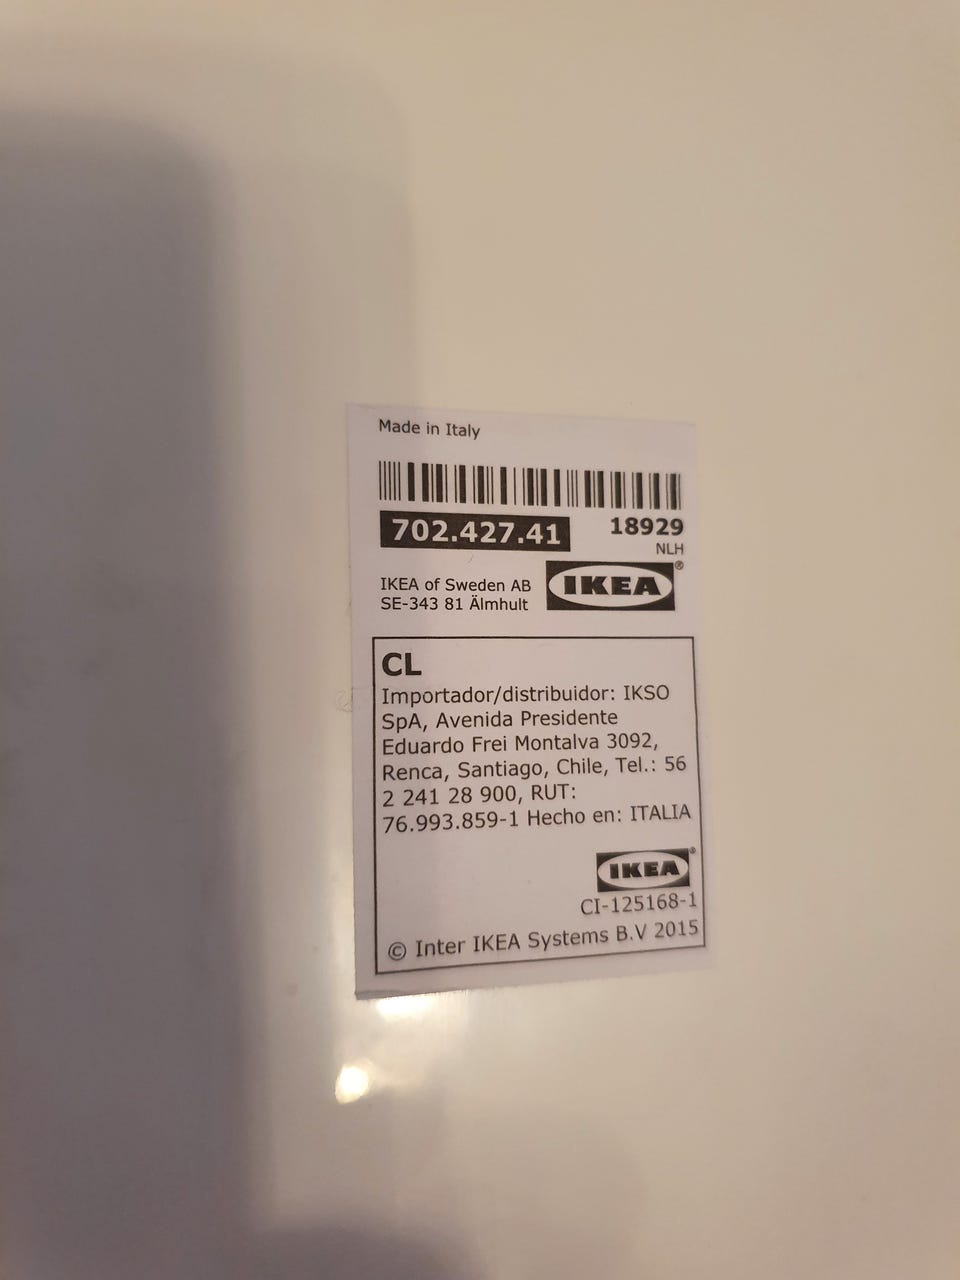 Made in Italy
702.427.41
18929
NLH
IKEA of Sweden AB
SE-343 81 Älmhult
IKEA®
CL
Importador/distribuidor: IKSO
SpA, Avenida Presidente
Eduardo Frei Montalva 3092,
Renca, Santiago, Chile, Tel.: 56
2 241 28 900, RUT:
76.993.859-1 Hecho en: ITALIA
IKEA®
CI-125168-1
© Inter IKEA Systems B.V 2015